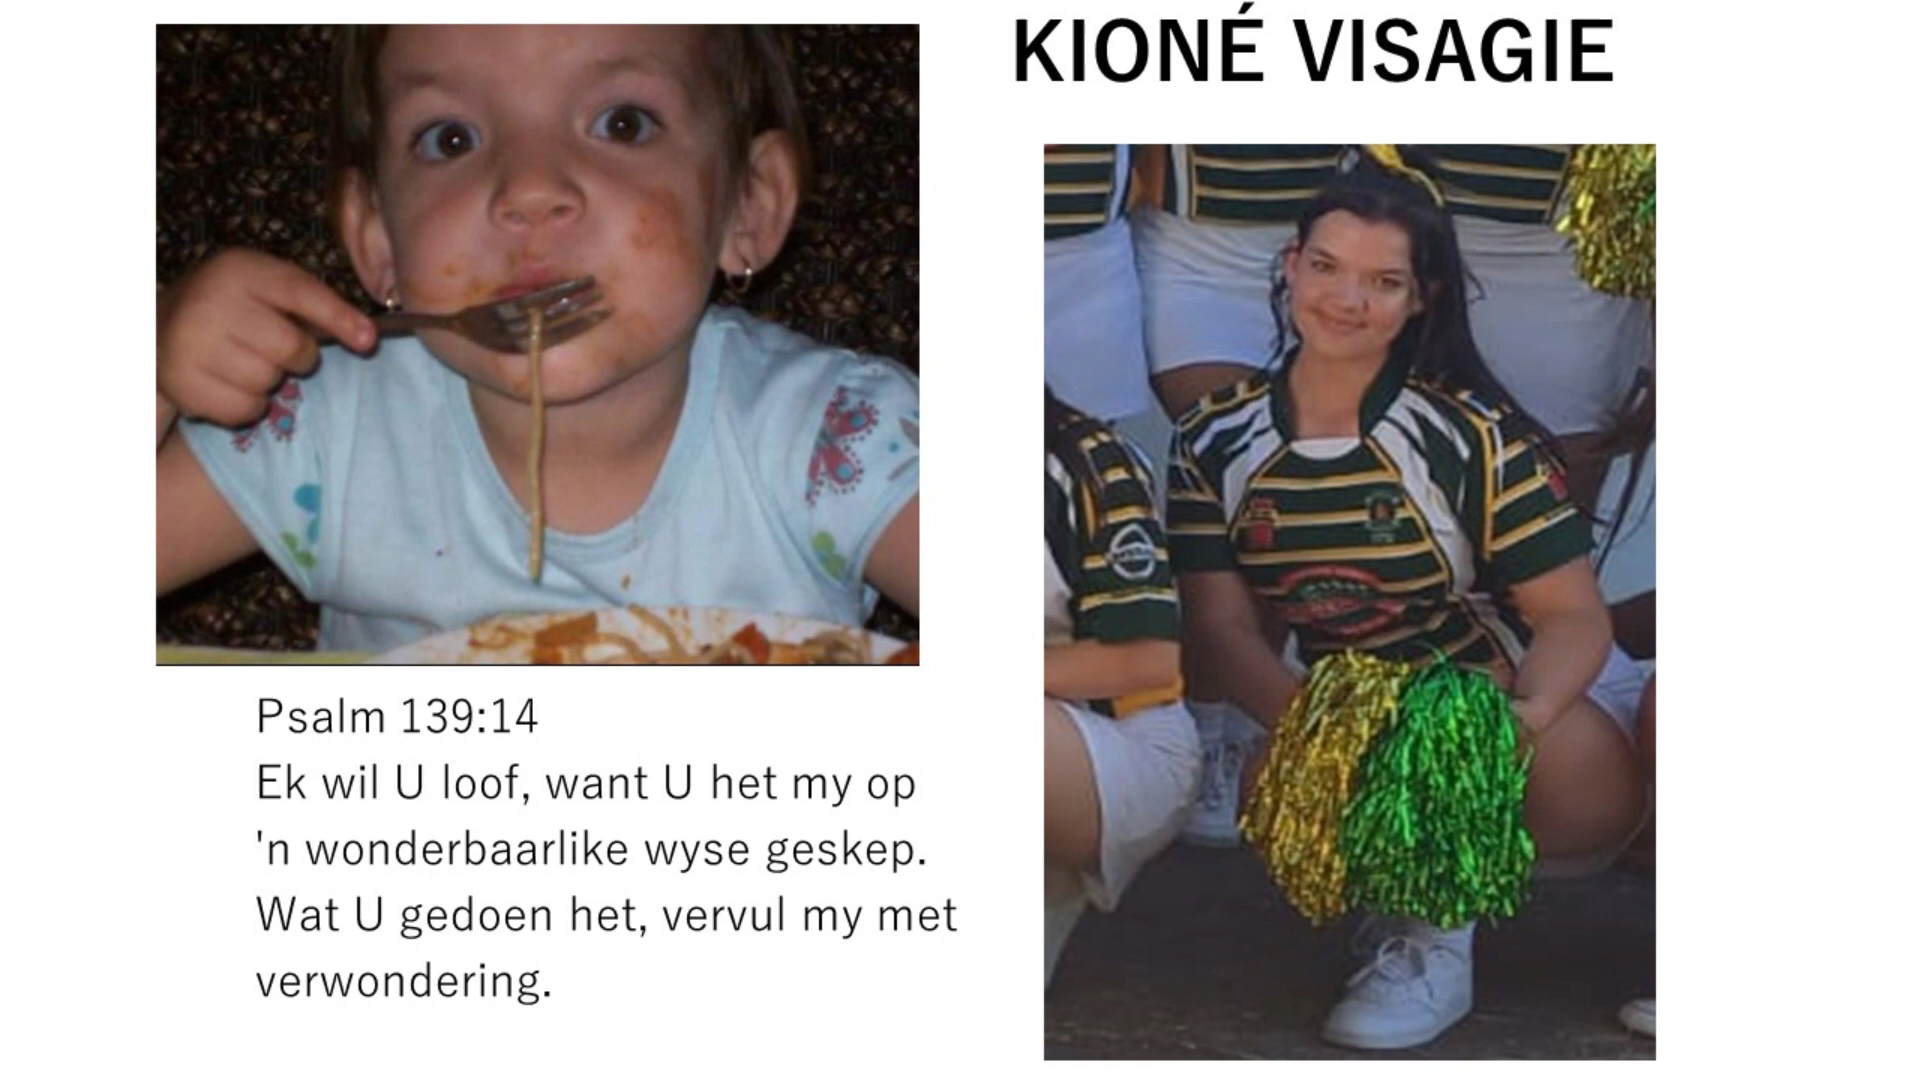 KIONÉ VISAGIE
Psalm 139:14
Ek wil U loof, want U het my op
'n wonderbaarlike wyse geskep.
Wat U gedoen het, vervul my met
verwondering.